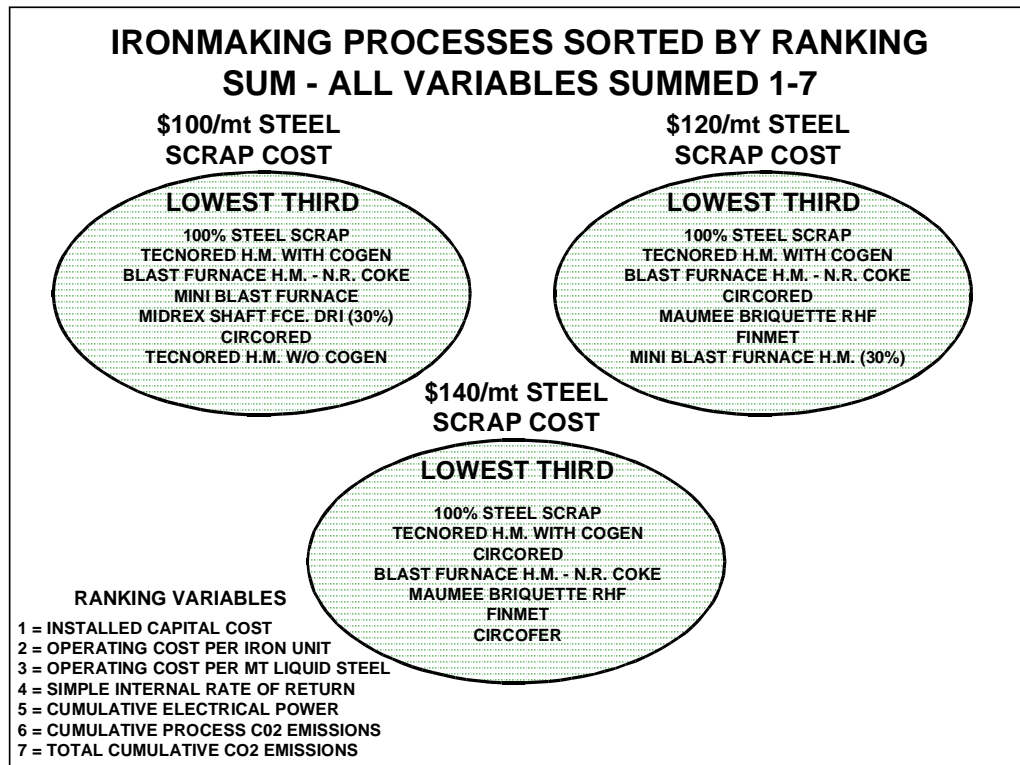 IRONMAKING PROCESSES SORTED BY RANKING
SUM - ALL VARIABLES SUMMED 1-7
$100/mt STEEL
SCRAP COST
LOWEST THIRD
100% STEEL SCRAP
TECNORED H.M. WITH COGEN
BLAST FURNACE H.M. - N.R. COKE
MINI BLAST FURNACE
MIDREX SHAFT FCE. DRI (30%)
CIRCORED
TECNORED H.M. W/O COGEN
$120/mt STEEL
SCRAP COST
LOWEST THIRD
100% STEEL SCRAP
TECNORED H.M. WITH COGEN
BLAST FURNACE H.M. - N.R. COKE
CIRCORED
MAUMEE BRIQUETTE RHF
FINMET
MINI BLAST FURNACE H.M. (30%)
$140/mt STEEL
SCRAP COST
LOWEST THIRD
100% STEEL SCRAP
TECNORED H.M. WITH COGEN
CIRCORED
BLAST FURNACE H.M. - N.R. COKE
MAUMEE BRIQUETTE RHF
FINMET
CIRCOFER
RANKING VARIABLES
1 = INSTALLED CAPITAL COST
2 = OPERATING COST PER IRON UNIT
3 = OPERATING COST PER MT LIQUID STEEL
4 = SIMPLE INTERNAL RATE OF RETURN
5 = CUMULATIVE ELECTRICAL POWER
6 = CUMULATIVE PROCESS C02 EMISSIONS
7 = TOTAL CUMULATIVE CO2 EMISSIONS